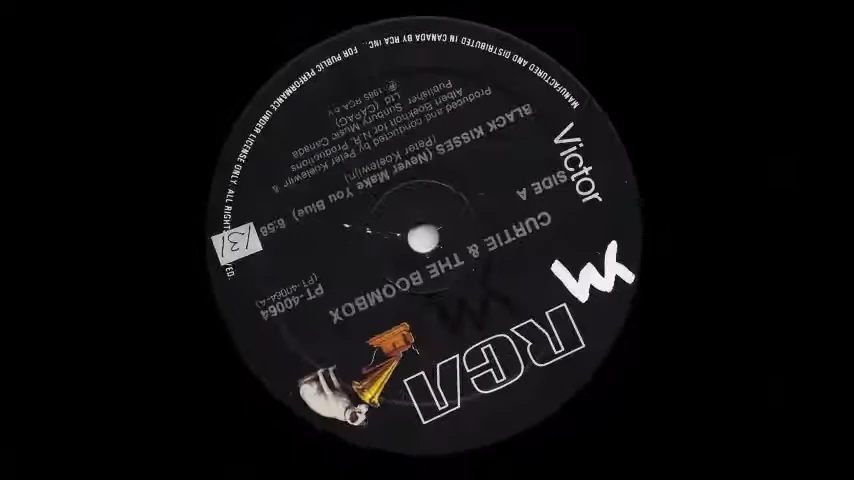 RCA
Victor
CURTIE & THE BOOMBOX
SIDE A
PT-40064
(PT-40064-A)
BLACK KISSES (Never Make You Blue) 6:58
(Peter Koelewijn)
Produced and conducted by Peter Koelewijn &
Albert Boekholt for N.R. Productions
Publisher: Sunbury Music Canada
Ltd (CAPAC)
℗ 1985 RCA B.V.
MANUFACTURED AND DISTRIBUTED IN CANADA BY RCA INC. FOR PUBLIC PERFORMANCE UNDER LICENSE ONLY. ALL RIGHTS
131